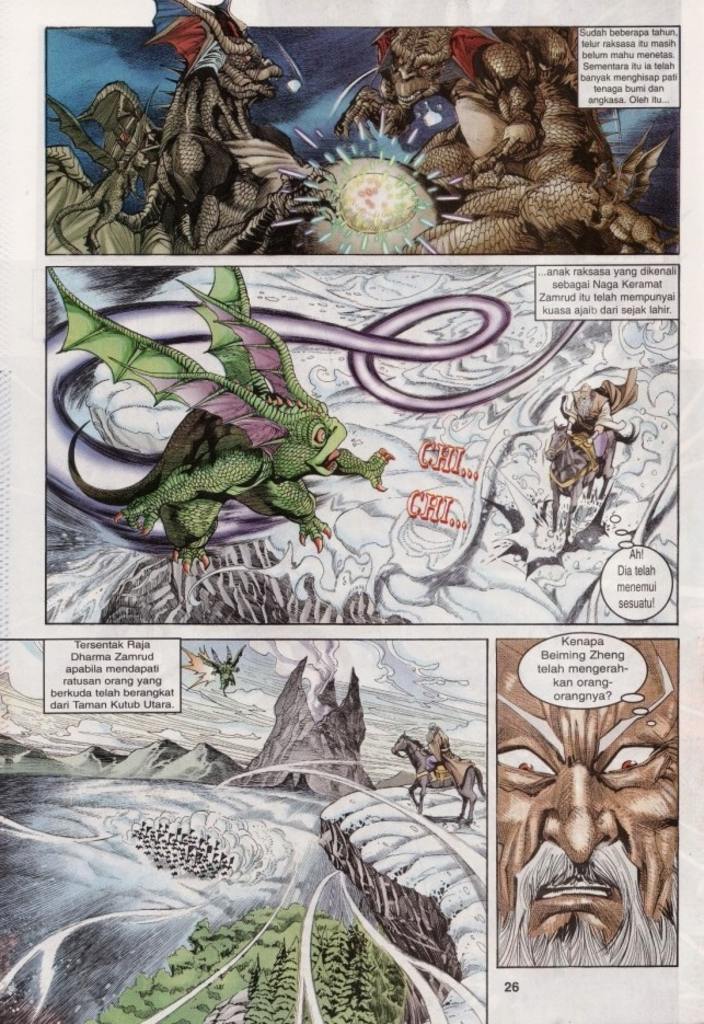 Sudah beberapa tahun,
telur raksasa itu masih
belum mahu menetas.
Sementara itu ia telah
banyak menghisap pati
tenaga bumi dan
angkasa. Oleh itu...
...anak raksasa yang dikenali
sebagai Naga Keramat
Zamrud itu telah mempunyai
kuasa ajaib dari sejak lahir.
CHI...
CHI...
Ah!
Dia telah
menemui
sesuatu!
Tersentak Raja
Dharma Zamrud
apabila mendapati
ratusan orang yang
berkuda telah berangkat
dari Taman Kutub Utara.
Kenapa
Beiming Zheng
telah mengerah-
kan orang-
orangnya?
26